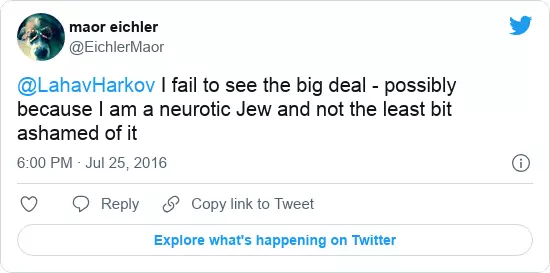 maor eichler
@EichlerMaor
@LahavHarkov I fail to see the big deal - possibly
because I am a neurotic Jew and not the least bit
ashamed of it
6:00 PM · Jul 25, 2016
Reply
Copy link to Tweet
Explore what's happening on Twitter